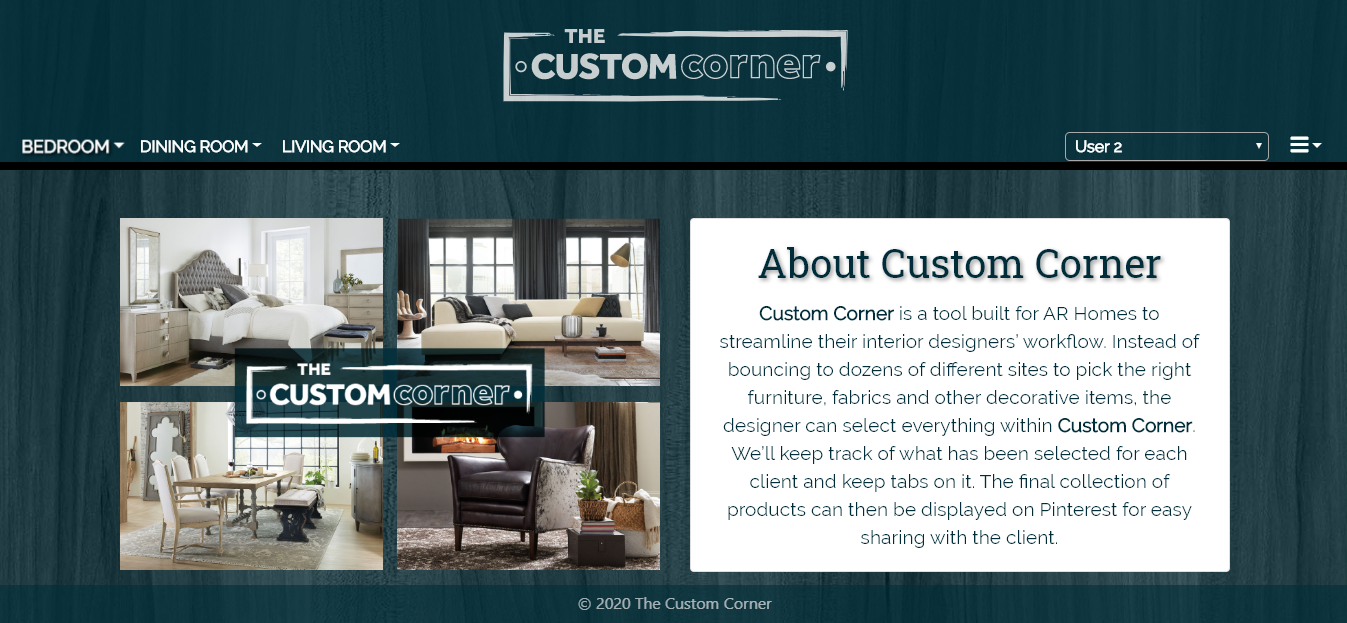 THE
CUSTOMcorner
BEDROOM DINING ROOM LIVING ROOM User 2
About Custom Corner
THE
CUSTOMcorner
Custom Corner is a tool built for AR Homes to
streamline their interior designers’ workflow. Instead of
bouncing to dozens of different sites to pick the right
furniture, fabrics and other decorative items, the
designer can select everything within Custom Corner.
We’ll keep track of what has been selected for each
client and keep tabs on it. The final collection of
products can then be displayed on Pinterest for easy
sharing with the client.
© 2020 The Custom Corner